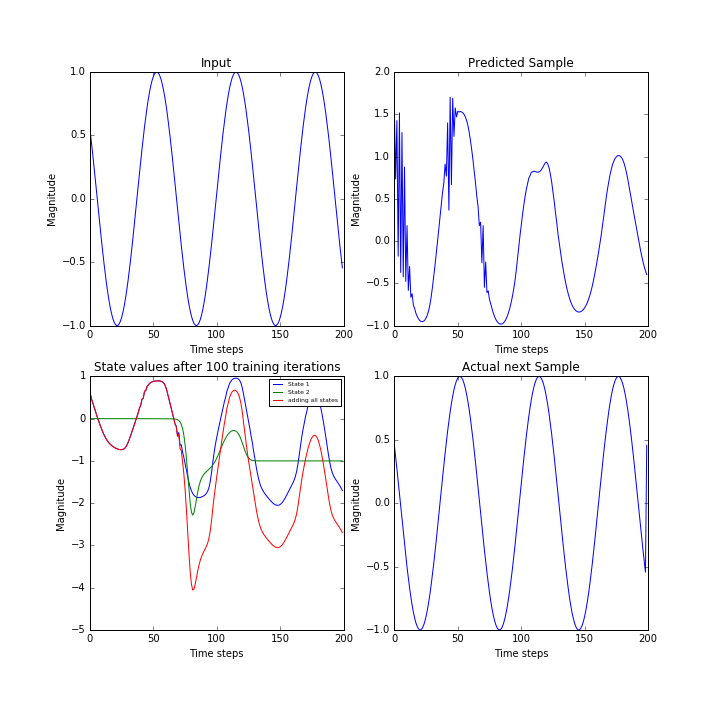 Input
Magnitude
1.0
0.5
0.0
−0.5
−1.0
0
50
100
150
200
Time steps
Predicted Sample
Magnitude
2.0
1.5
1.0
0.5
0.0
−0.5
−1.0
0
50
100
150
200
Time steps
State values after 100 training iterations
Magnitude
1
0
−1
−2
−3
−4
−5
State 1
State 2
adding all states
0
50
100
150
200
Time steps
Actual next Sample
Magnitude
1.0
0.5
0.0
−0.5
−1.0
0
50
100
150
200
Time steps